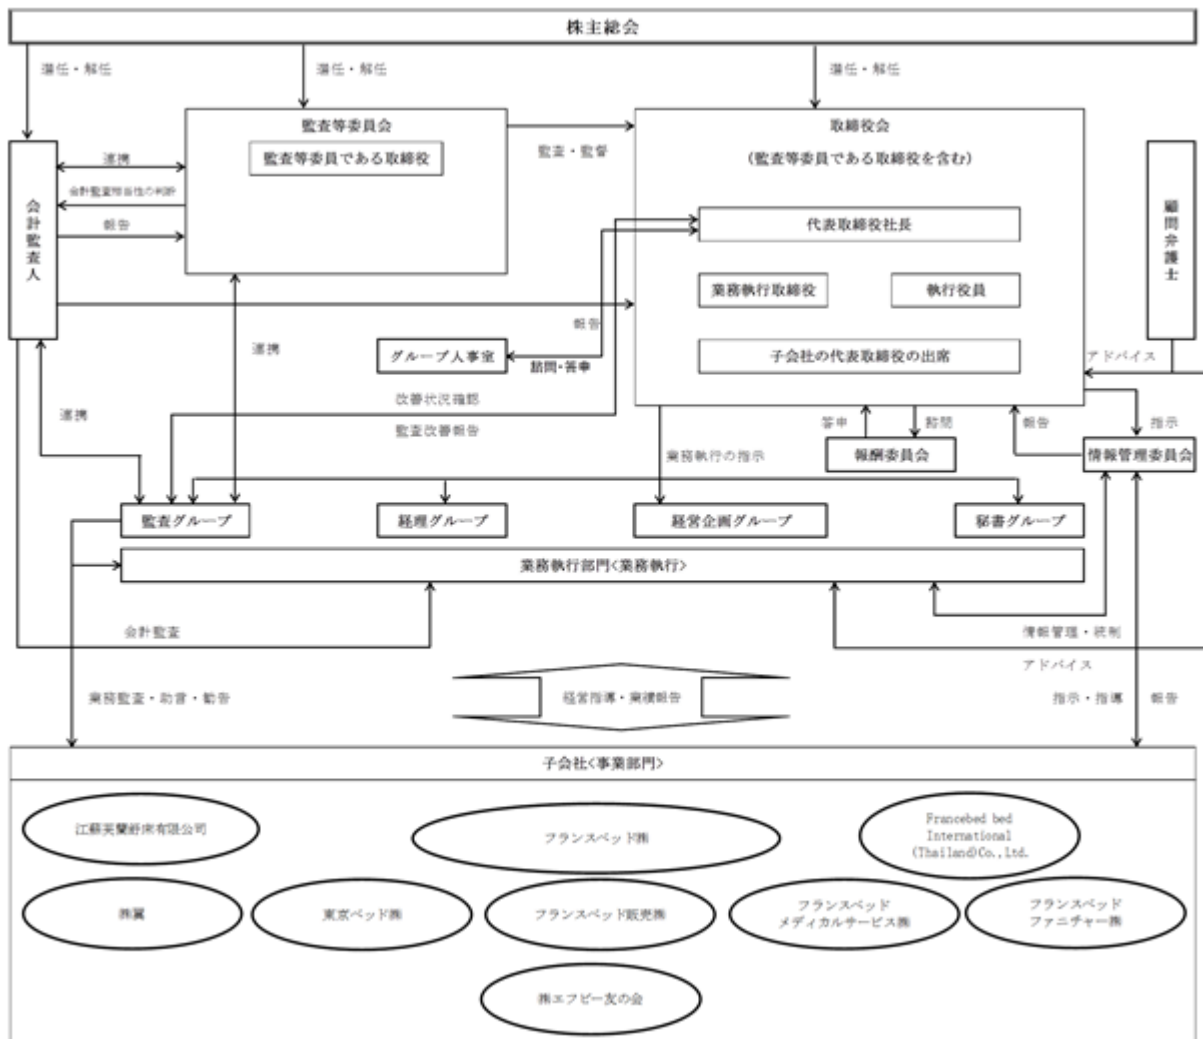 株主総会
選任・解任
選任・解任
選任・解任
監査等委員会
監査等委員である取締役
監査・監督
取締役会
(監査等委員である取締役を含む)
連携
会計監査相当性の判断
報告
会計監査人
代表取締役社長
業務執行取締役
執行役員
子会社の代表取締役の出席
顧問弁護士
報告
連携
グループ人事室
諮問・答申
アドバイス
改善状況確認
監査改善報告
連携
答申
諮問
報告
指示
業務執行の指示
報酬委員会
情報管理委員会
監査グループ
経理グループ
経営企画グループ
秘書グループ
業務執行部門<業務執行>
会計監査
情報管理・統制
アドバイス
業務監査・助言・勧告
経営指導・業績報告
指示・指導
報告
子会社<事業部門>
江蘇芙蘭舒床有限公司
フランスベッド㈱
Francebed bed
International
(Thailand)Co.,Ltd.
㈱翼
東京ベッド㈱
フランスベッド販売㈱
フランスベッド
メディカルサービス㈱
フランスベッド
ファニチャー㈱
㈱エフビー友の会